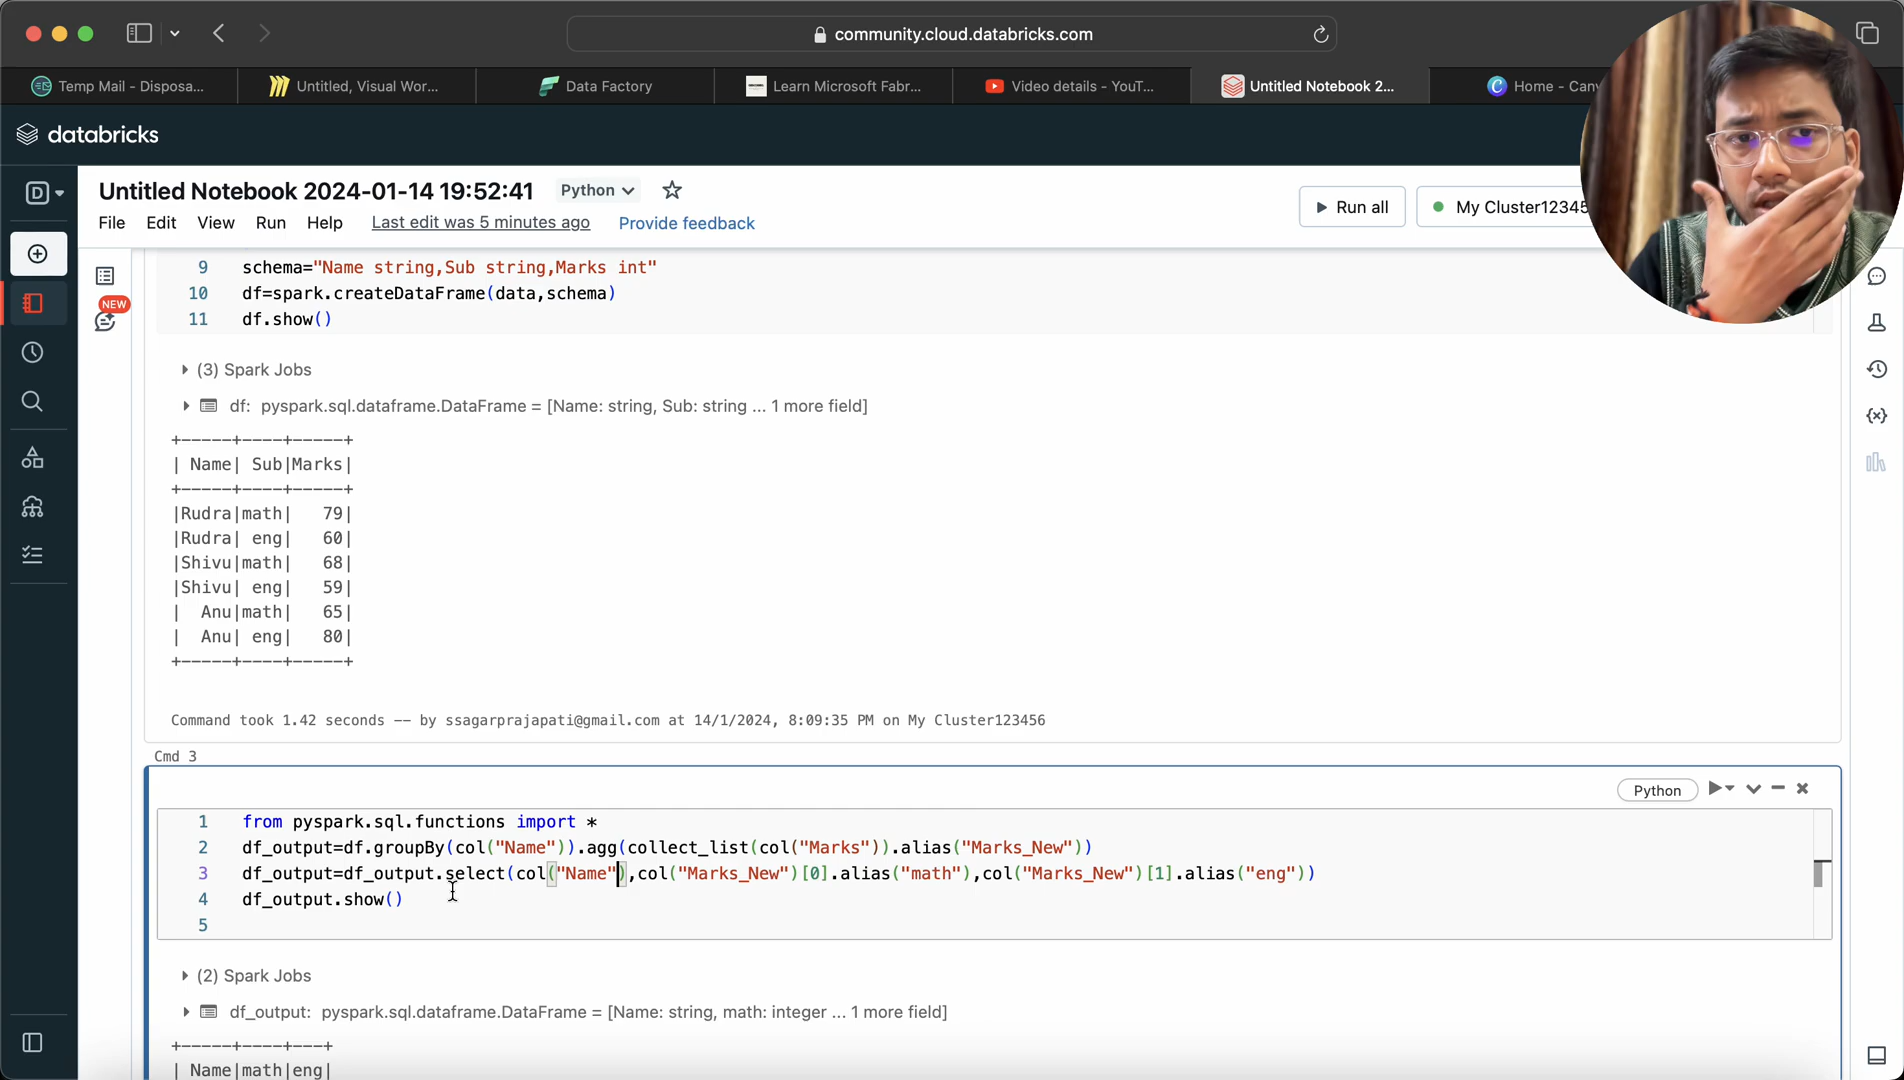 community.cloud.databricks.com
Temp Mail - Disposa...
Untitled, Visual Wor...
Data Factory
Learn Microsoft Fabr...
Video details - YouT...
Untitled Notebook 2...
Home - Canv
databricks
D
Untitled Notebook 2024-01-14 19:52:41 Python
Run all
My Cluster12345
File Edit View Run Help Last edit was 5 minutes ago Provide feedback
NEW
9 schema="Name string,Sub string,Marks int"
10 df=spark.createDataFrame(data,schema)
11 df.show()
(3) Spark Jobs
df: pyspark.sql.dataframe.DataFrame = [Name: string, Sub: string ... 1 more field]
+-----+----+-----+
| Name| Sub|Marks|
+-----+----+-----+
|Rudra|math|   79|
|Rudra| eng|   60|
|Shivu|math|   68|
|Shivu| eng|   59|
|  Anu|math|   65|
|  Anu| eng|   80|
+-----+----+-----+
Command took 1.42 seconds -- by ssagarprajapati@gmail.com at 14/1/2024, 8:09:35 PM on My Cluster123456
Cmd 3
Python
1 from pyspark.sql.functions import *
2 df_output=df.groupBy(col("Name")).agg(collect_list(col("Marks")).alias("Marks_New"))
3 df_output=df_output.select(col("Name"),col("Marks_New")[0].alias("math"),col("Marks_New")[1].alias("eng"))
4 df_output.show()
5
(2) Spark Jobs
df_output: pyspark.sql.dataframe.DataFrame = [Name: string, math: integer ... 1 more field]
+-----+----+---+
| Name|math|eng|